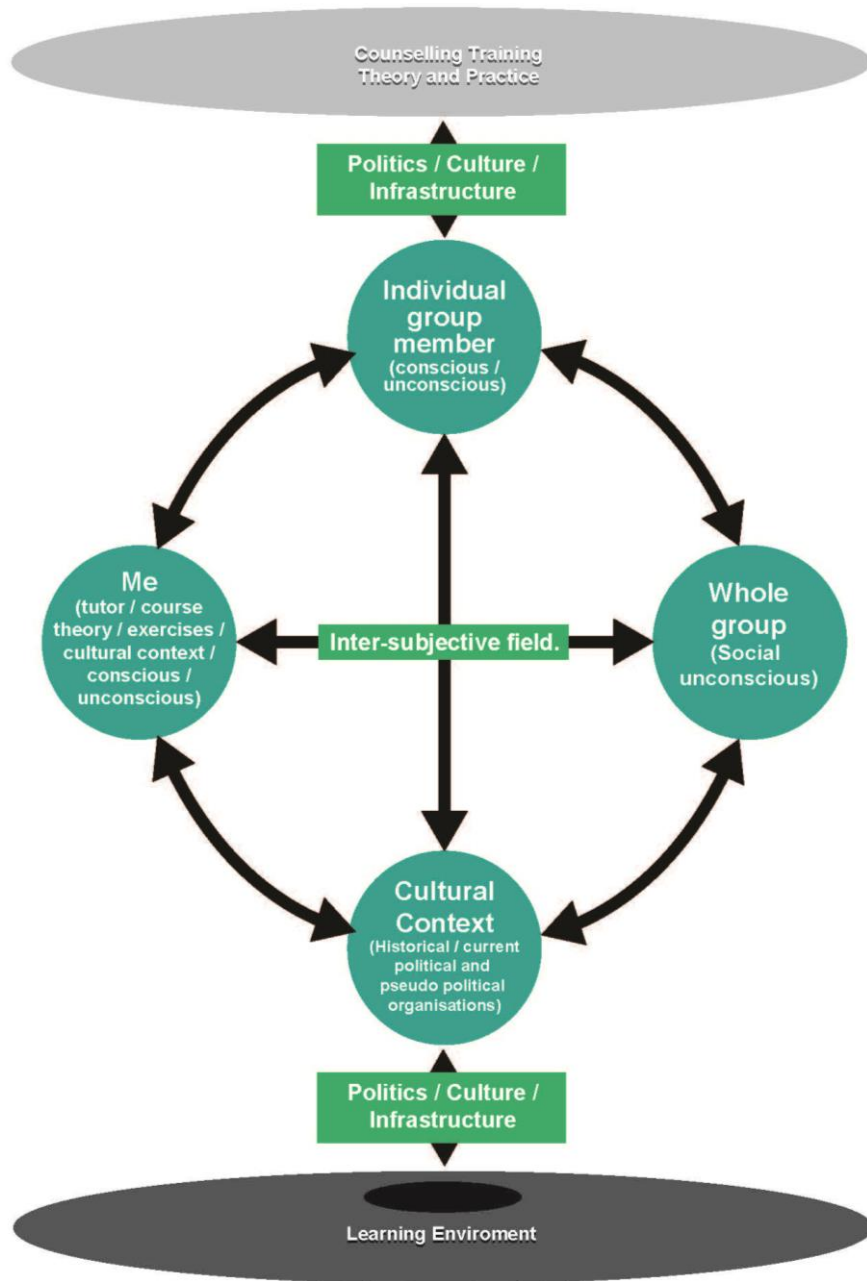 Counselling Training
Theory and Practice
Politics / Culture /
Infrastructure
Individual
group
member
(conscious /
unconscious)
Me
(tutor / course
theory / exercises /
cultural context /
conscious /
unconscious)
Inter-subjective field.
Whole
group
(Social
unconscious)
Cultural
Context
(Historical / current
political and
pseudo political
organisations)
Politics / Culture /
Infrastructure
Learning Enviroment